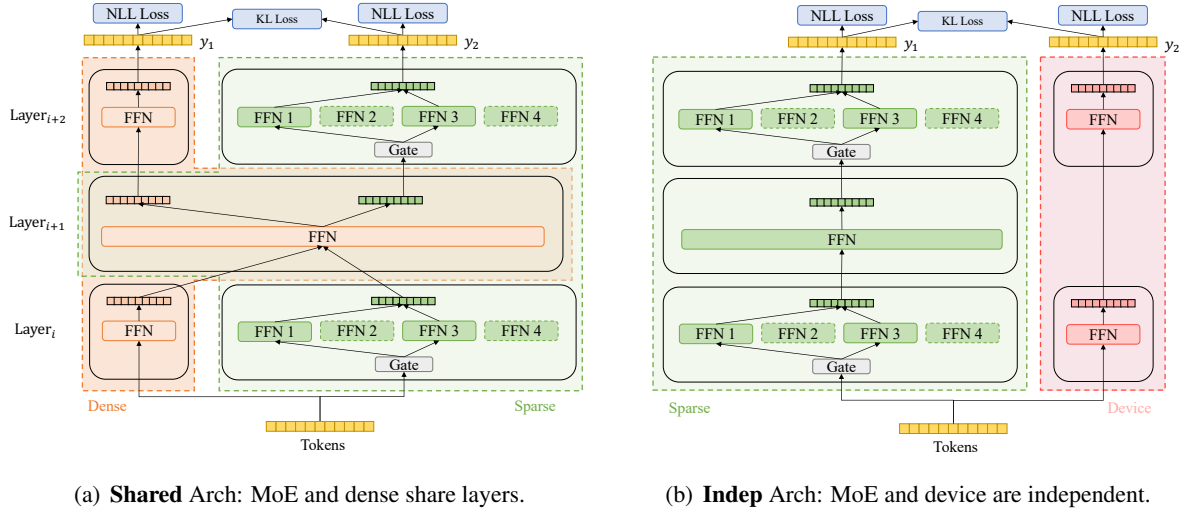 NLL Loss
KL Loss
NLL Loss
y₁
y₂
Layerᵢ₊₂
FFN
FFN 1
FFN 2
FFN 3
FFN 4
Gate
Layerᵢ₊₁
FFN
Layerᵢ
FFN
FFN 1
FFN 2
FFN 3
FFN 4
Gate
Dense
Sparse
Tokens
(a) Shared Arch: MoE and dense share layers.
NLL Loss
KL Loss
NLL Loss
y₁
y₂
FFN 1
FFN 2
FFN 3
FFN 4
FFN
Gate
FFN
FFN 1
FFN 2
FFN 3
FFN 4
FFN
Gate
Sparse
Device
Tokens
(b) Indep Arch: MoE and device are independent.